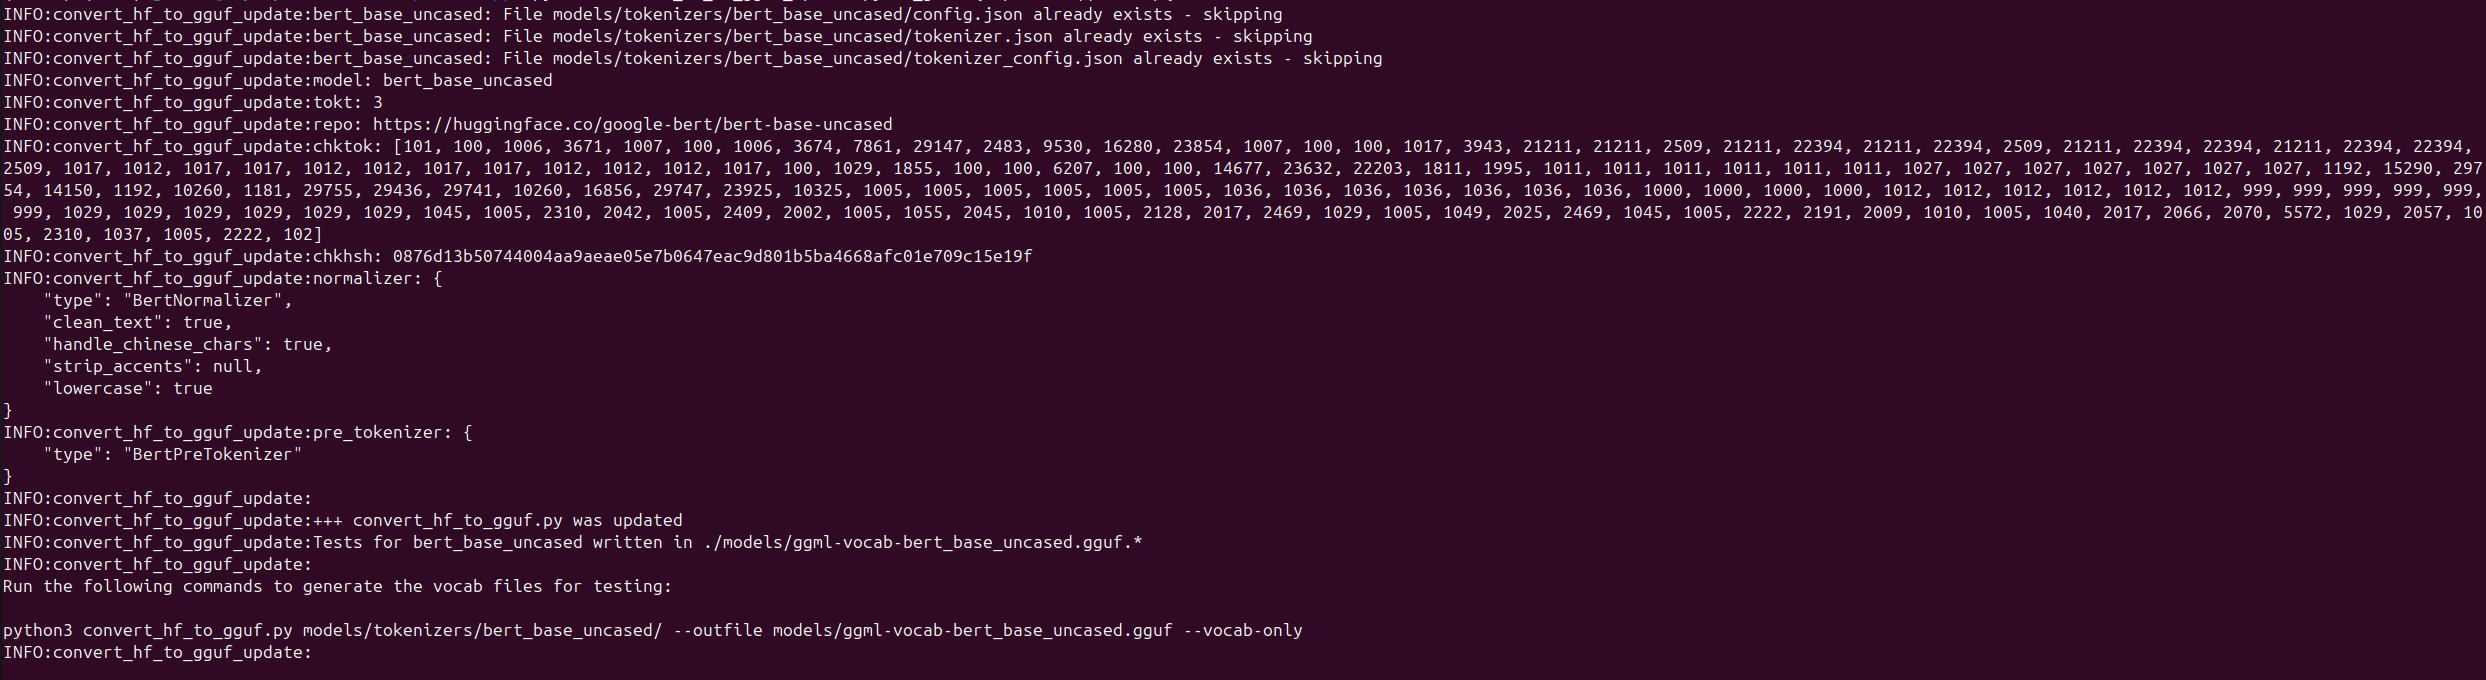 INFO:convert_hf_to_gguf_update:bert_base_uncased: File models/tokenizers/bert_base_uncased/config.json already exists - skipping
INFO:convert_hf_to_gguf_update:bert_base_uncased: File models/tokenizers/bert_base_uncased/tokenizer.json already exists - skipping
INFO:convert_hf_to_gguf_update:bert_base_uncased: File models/tokenizers/bert_base_uncased/tokenizer_config.json already exists - skipping
INFO:convert_hf_to_gguf_update:model: bert_base_uncased
INFO:convert_hf_to_gguf_update:tokt: 3
INFO:convert_hf_to_gguf_update:repo: https://huggingface.co/google-bert/bert-base-uncased
INFO:convert_hf_to_gguf_update:chktok: [101, 100, 1006, 3671, 1007, 100, 1006, 3674, 7861, 29147, 2483, 9530, 16280, 23854, 1007, 100, 100, 1017, 3943, 21211, 21211, 2509, 21211, 22394, 21211, 22394, 2509, 21211, 22394, 22394, 21211, 22394, 22394,
2509, 1017, 1012, 1017, 1017, 1012, 1012, 1017, 1017, 1012, 1012, 1012, 1017, 100, 1029, 1855, 100, 100, 6207, 100, 100, 14677, 23632, 22203, 1811, 1995, 1011, 1011, 1011, 1011, 1011, 1011, 1027, 1027, 1027, 1027, 1027, 1027, 1027, 1192, 15290, 297
54, 14150, 1192, 10260, 1181, 29755, 29436, 29741, 10260, 16856, 29747, 23925, 10325, 1005, 1005, 1005, 1005, 1005, 1005, 1036, 1036, 1036, 1036, 1036, 1036, 1036, 1000, 1000, 1000, 1000, 1012, 1012, 1012, 1012, 1012, 1012, 999, 999, 999, 999, 999,
999, 1029, 1029, 1029, 1029, 1029, 1029, 1045, 1005, 2310, 2042, 1005, 2409, 2002, 1005, 1055, 2045, 1010, 1005, 2128, 2017, 2469, 1029, 1005, 1049, 2025, 2469, 1045, 1005, 2222, 2191, 2009, 1010, 1005, 1040, 2017, 2066, 2070, 5572, 1029, 2057, 10
05, 2310, 1037, 1005, 2222, 102]
INFO:convert_hf_to_gguf_update:chkhsh: 0876d13b50744004aa9aeae05e7b0647eac9d801b5ba4668afc01e709c15e19f
INFO:convert_hf_to_gguf_update:normalizer: {
    "type": "BertNormalizer",
    "clean_text": true,
    "handle_chinese_chars": true,
    "strip_accents": null,
    "lowercase": true
}
INFO:convert_hf_to_gguf_update:pre_tokenizer: {
    "type": "BertPreTokenizer"
}
INFO:convert_hf_to_gguf_update:
INFO:convert_hf_to_gguf_update:+++ convert_hf_to_gguf.py was updated
INFO:convert_hf_to_gguf_update:Tests for bert_base_uncased written in ./models/ggml-vocab-bert_base_uncased.gguf.*
INFO:convert_hf_to_gguf_update:
Run the following commands to generate the vocab files for testing:
python3 convert_hf_to_gguf.py models/tokenizers/bert_base_uncased/ --outfile models/ggml-vocab-bert_base_uncased.gguf --vocab-only
INFO:convert_hf_to_gguf_update: